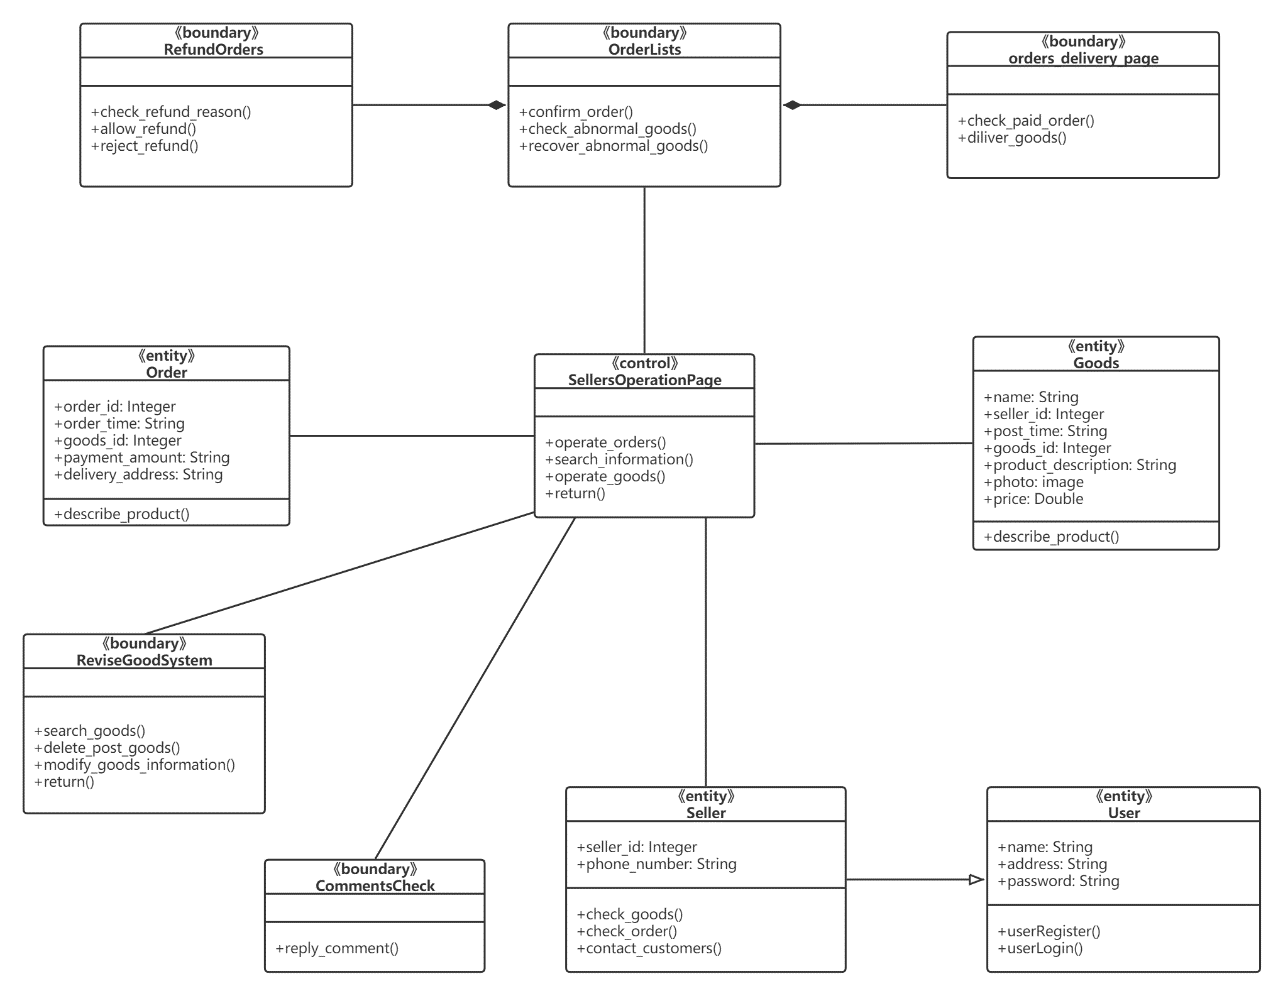 《boundary》
RefundOrders
+check_refund_reason()
+allow_refund()
+reject_refund()
《boundary》
OrderLists
+confirm_order()
+check_abnormal_goods()
+recover_abnormal_goods()
《boundary》
orders_delivery_page
+check_paid_order()
+diliver_goods()
《entity》
Order
+order_id: Integer
+order_time: String
+goods_id: Integer
+payment_amount: String
+delivery_address: String
+describe_product()
《control》
SellersOperationPage
+operate_orders()
+search_information()
+operate_goods()
+return()
《entity》
Goods
+name: String
+seller_id: Integer
+post_time: String
+goods_id: Integer
+product_description: String
+photo: image
+price: Double
+describe_product()
《boundary》
ReviseGoodSystem
+search_goods()
+delete_post_goods()
+modify_goods_information()
+return()
《boundary》
CommentsCheck
+reply_comment()
《entity》
Seller
+seller_id: Integer
+phone_number: String
+check_goods()
+check_order()
+contact_customers()
《entity》
User
+name: String
+address: String
+password: String
+userRegister()
+userLogin()